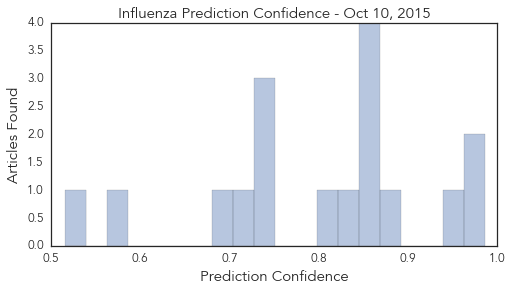 Influenza Prediction Confidence - Oct 10, 2015
4.0
3.5
3.0
2.5
2.0
1.5
1.0
0.5
0.0
Articles Found
0.5 0.6 0.7 0.8 0.9 1.0
Prediction Confidence